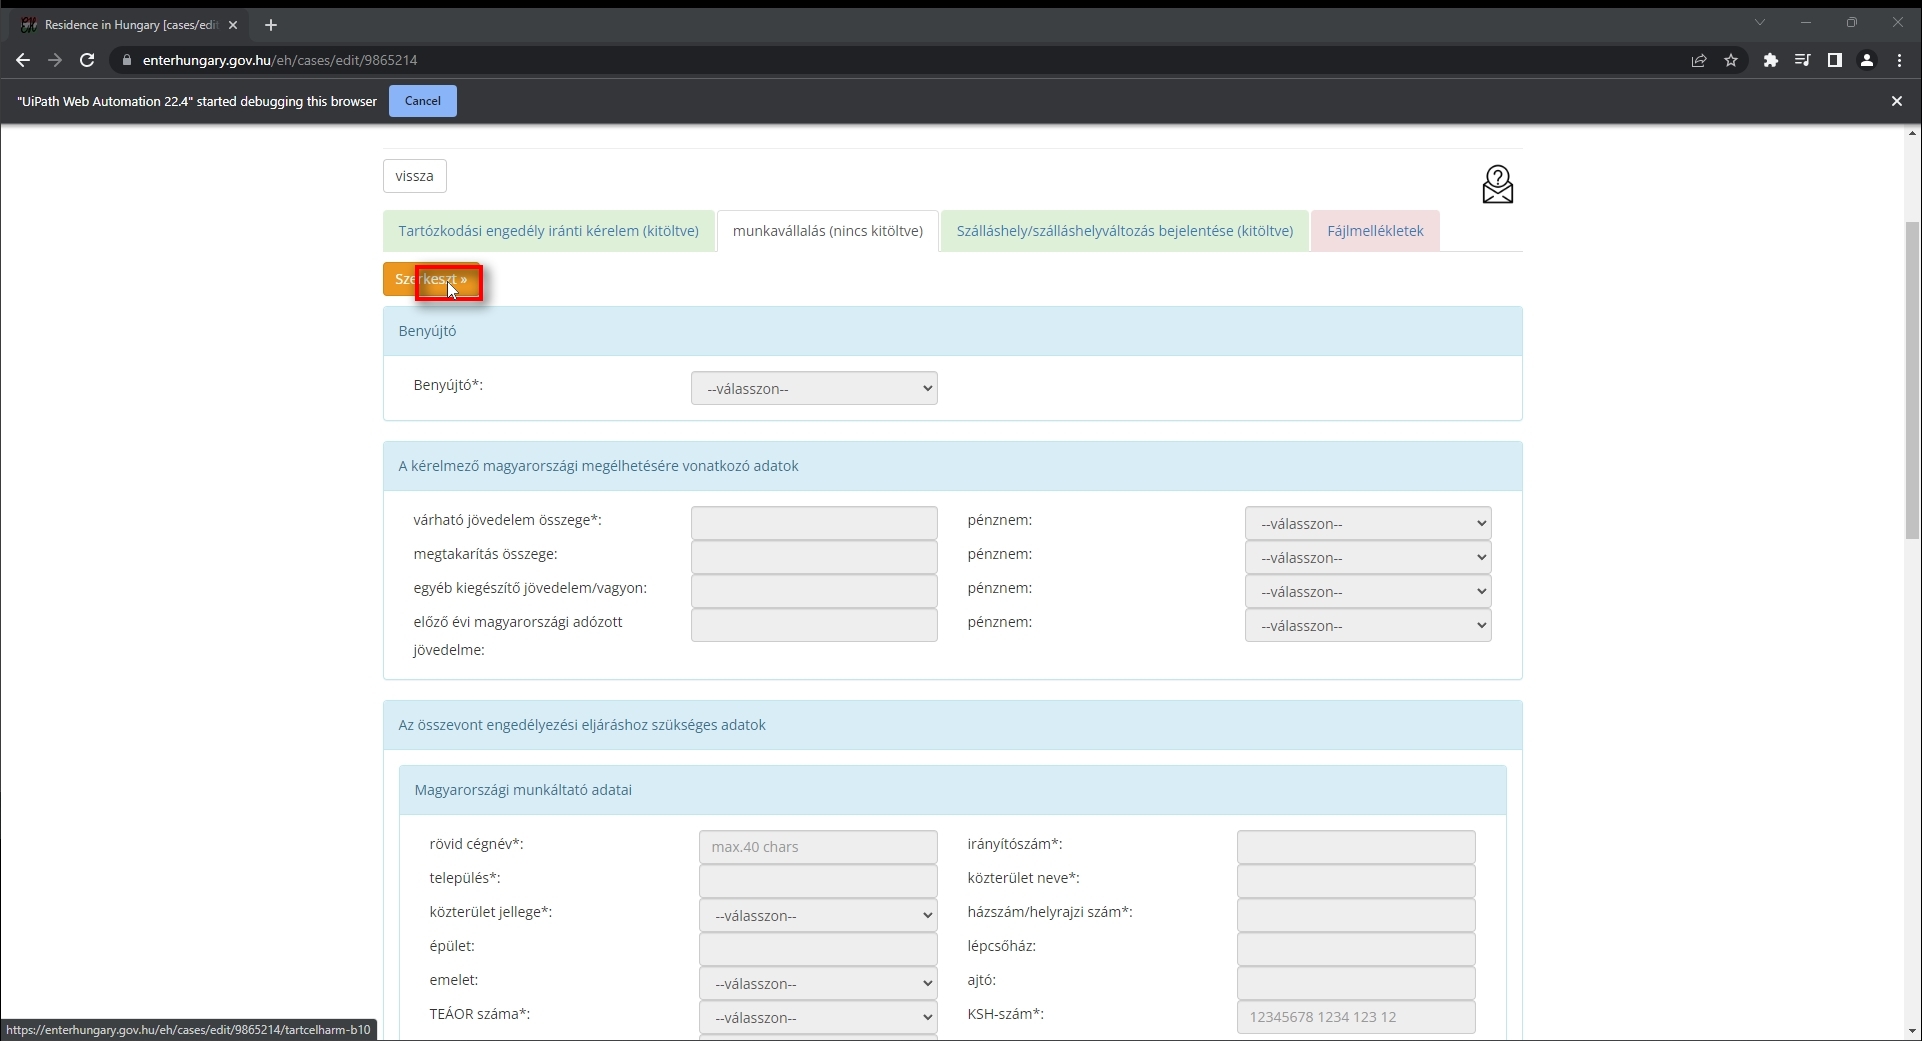 Residence in Hungary [cases/edit
enterhungary.gov.hu/eh/cases/edit/9865214
"UiPath Web Automation 22.4" started debugging this browser
Cancel
vissza
Tartózkodási engedély iránti kérelem (kitöltve)
munkavállalás (nincs kitöltve)
Szálláshely/szálláshelyváltozás bejelentése (kitöltve)
Fájlmellékletek
Szerkeszt »
Benyújtó
Benyújtó*:
--válasszon--
A kérelmező magyarországi megélhetésére vonatkozó adatok
várható jövedelem összege*:
pénznem:
--válasszon--
megtakarítás összege:
pénznem:
--válasszon--
egyéb kiegészítő jövedelem/vagyon:
pénznem:
--válasszon--
előző évi magyarországi adózott
jövedelme:
pénznem:
--válasszon--
Az összevont engedélyezési eljáráshoz szükséges adatok
Magyarországi munkáltató adatai
rövid cégnév*:
max.40 chars
irányítószám*:
település*:
közterület neve*:
közterület jellege*:
--válasszon--
házszám/helyrajzi szám*:
épület:
lépcsőház:
emelet:
--válasszon--
ajtó:
TEÁOR száma*:
--válasszon--
KSH-szám*:
12345678 1234 123 12
https://enterhungary.gov.hu/eh/cases/edit/9865214/tartcelharm-b10